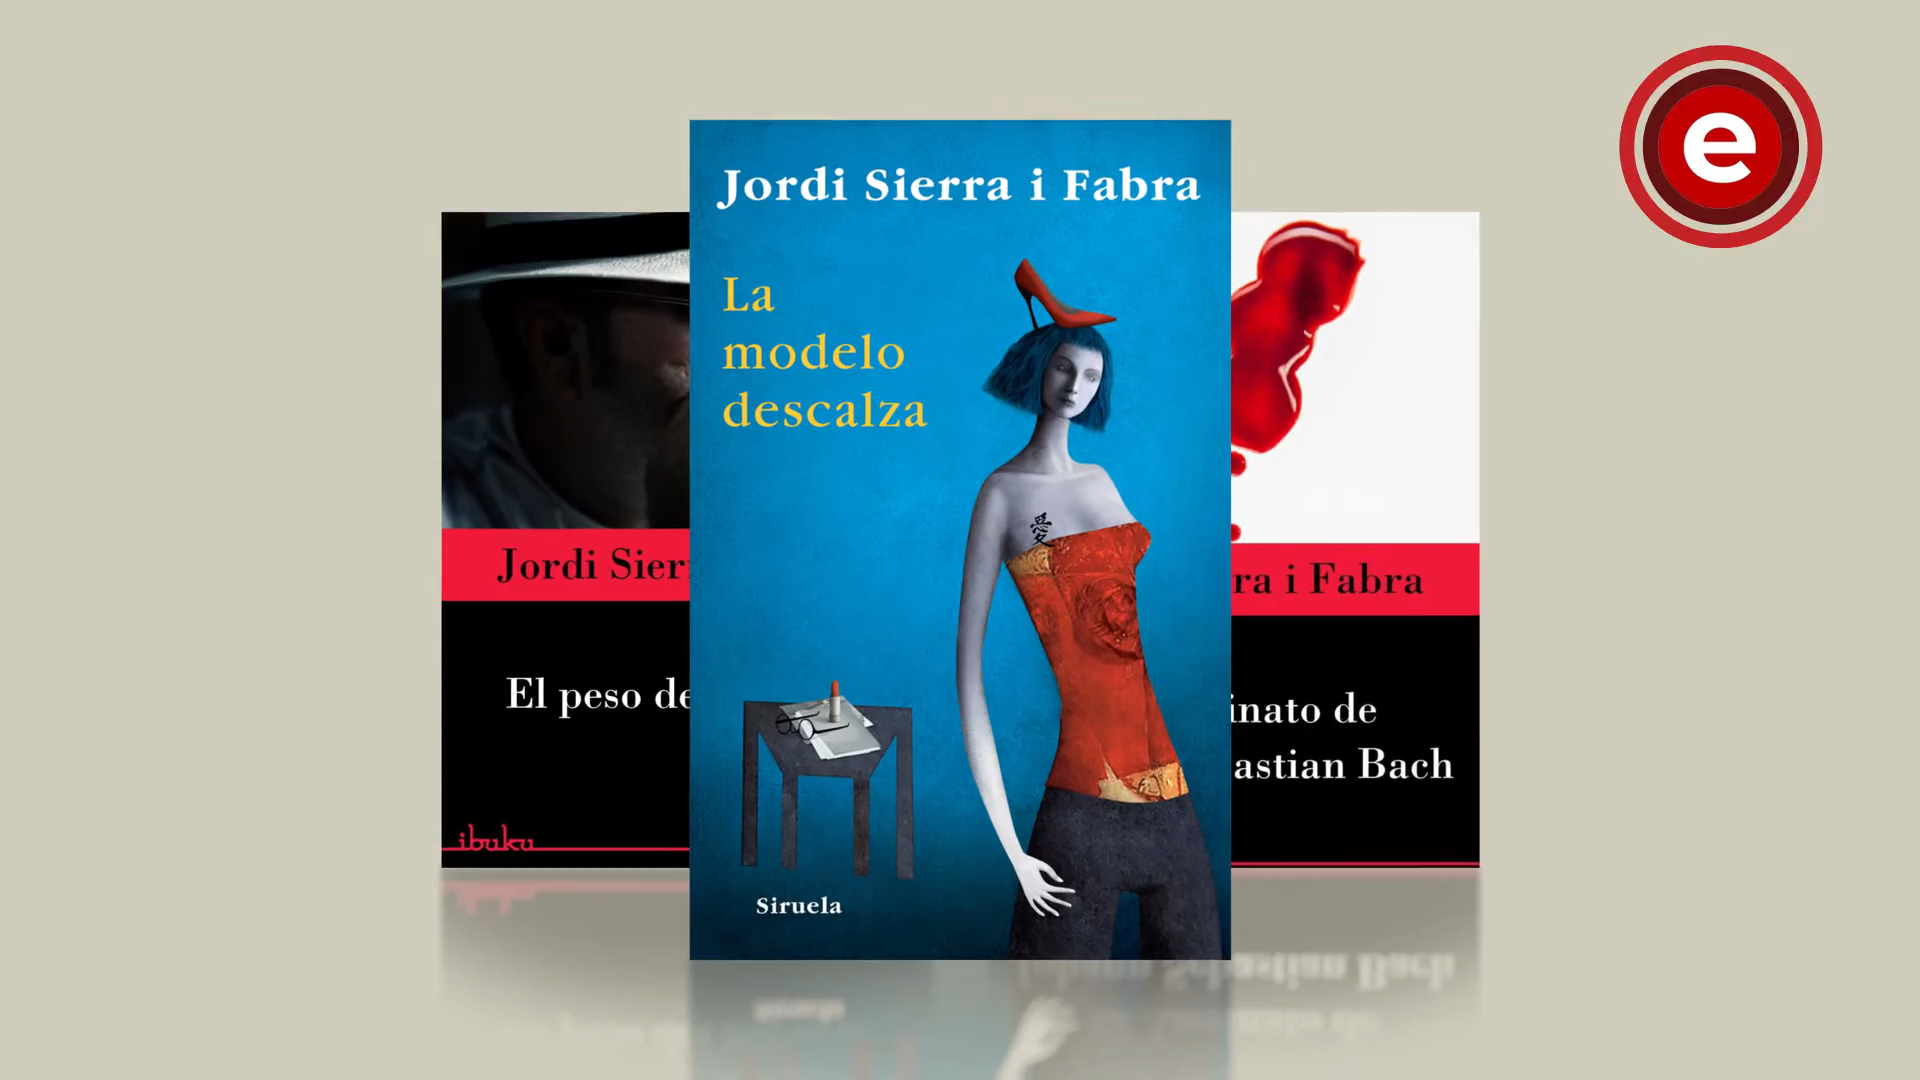 e
Jordi Sierra i Fabra
La
modelo
descalza
愛
Siruela
Jordi Sier
El peso de
ibuku
ra i Fabra
inato de
astian Bach